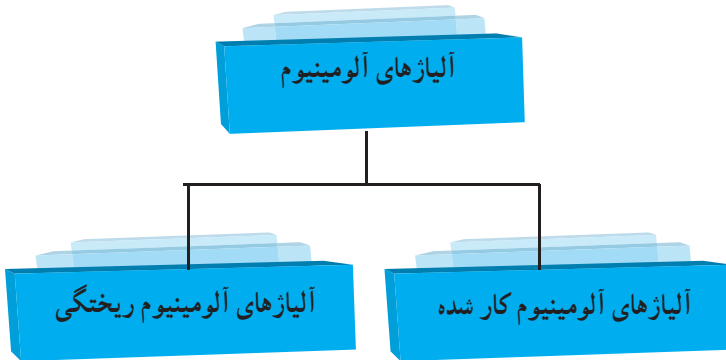 آلیاژهای آلومینیوم
آلیاژهای آلومینیوم کار شده
آلیاژهای آلومینیوم ریختگی